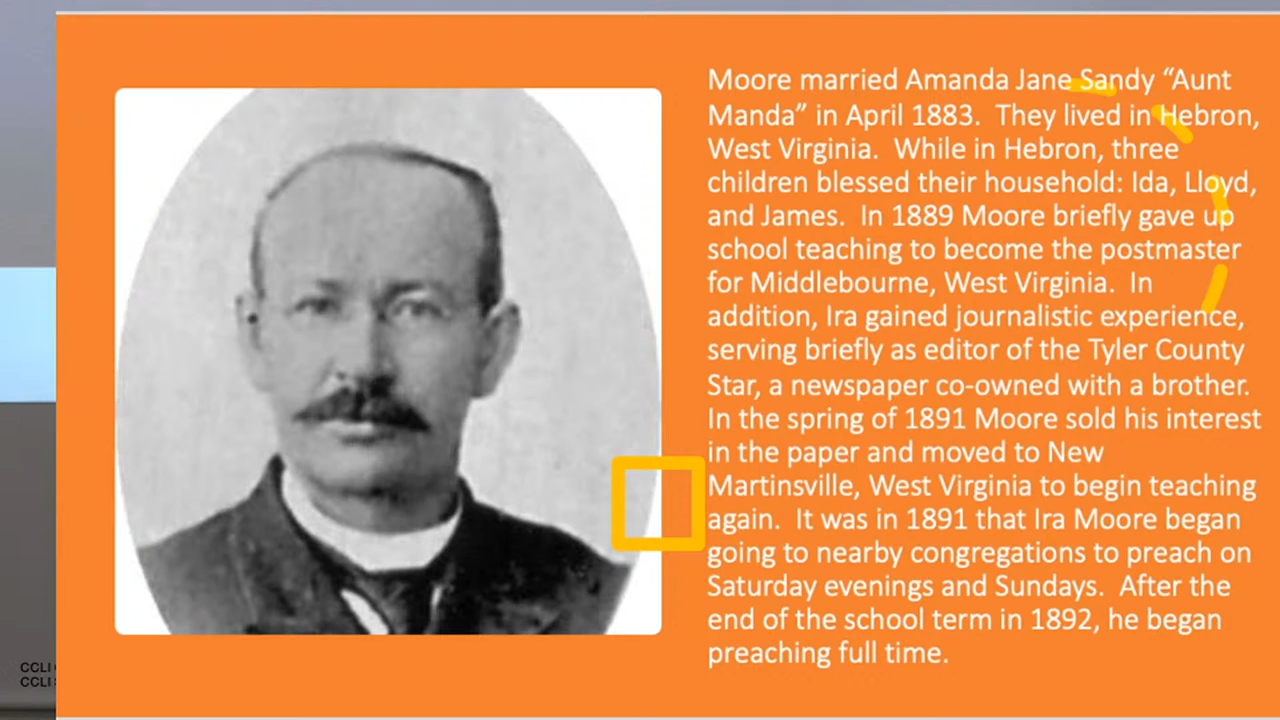 Moore married Amanda Jane Sandy “Aunt
Manda” in April 1883.  They lived in Hebron,
West Virginia.  While in Hebron, three
children blessed their household: Ida, Lloyd,
and James.  In 1889 Moore briefly gave up
school teaching to become the postmaster
for Middlebourne, West Virginia.  In
addition, Ira gained journalistic experience,
serving briefly as editor of the Tyler County
Star, a newspaper co-owned with a brother.
In the spring of 1891 Moore sold his interest
in the paper and moved to New
Martinsville, West Virginia to begin teaching
again.  It was in 1891 that Ira Moore began
going to nearby congregations to preach on
Saturday evenings and Sundays.  After the
end of the school term in 1892, he began
preaching full time.
CCLI
CCLI